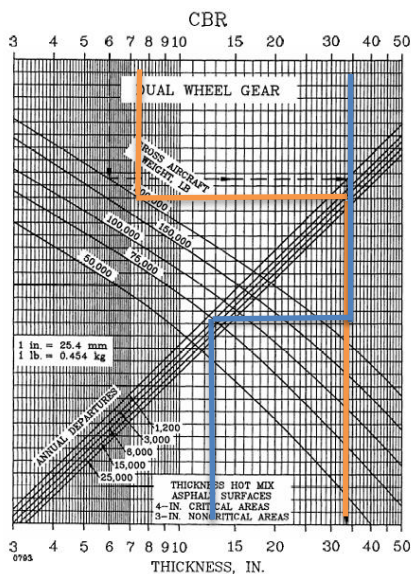 CBR
3 4 5 6 7 8 9 10 15 20 30 40 50
DUAL WHEEL GEAR
GROSS AIRCRAFT
WEIGHT, LB
150,000
100,000
75,000
50,000
1 in. = 25.4 mm
1 lb. = 0.454 kg
ANNUAL DEPARTURES
1,200
3,000
6,000
15,000
25,000
THICKNESS HOT MIX
ASPHALT SURFACES
4-IN. CRITICAL AREAS
3-IN. NONCRITICAL AREAS
3 4 5 6 7 8 9 10 15 20 30 40 50
0793
THICKNESS, IN.